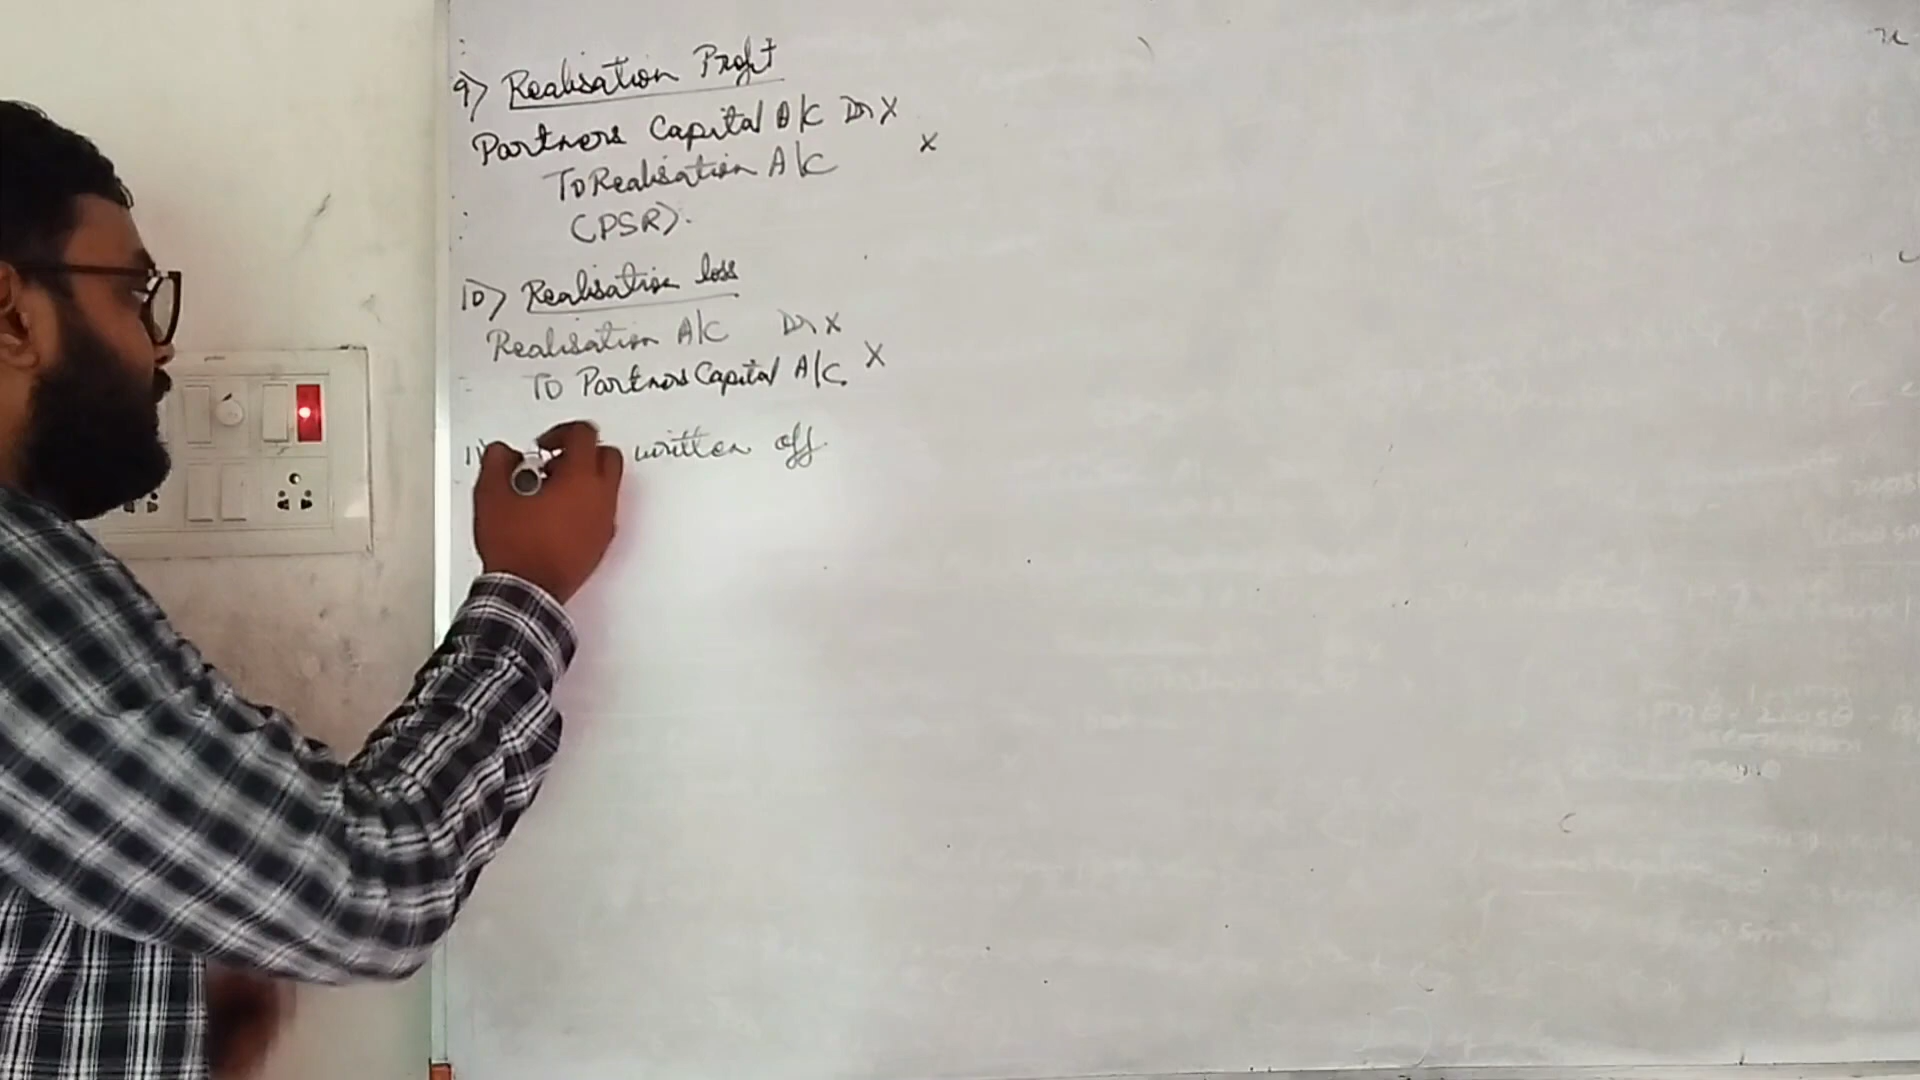 9) Realisation Profit
Partners Capital A/C Dr X
To Realisation A/C X
(PSR).
10) Realisation loss
Realisation A/C Dr X
To Partners Capital A/C. X
11) written off.